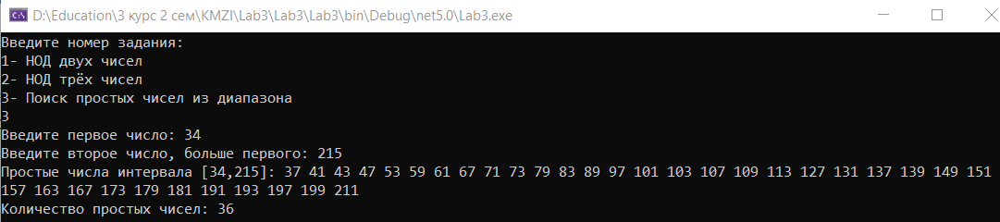 D:\Education\3 курс 2 сем\KMZI\Lab3\Lab3\Lab3\bin\Debug\net5.0\Lab3.exe
Введите номер задания:
1- НОД двух чисел
2- НОД трёх чисел
3- Поиск простых чисел из диапазона
3
Введите первое число: 34
Введите второе число, больше первого: 215
Простые числа интервала [34,215]: 37 41 43 47 53 59 61 67 71 73 79 83 89 97 101 103 107 109 113 127 131 137 139 149 151
157 163 167 173 179 181 191 193 197 199 211
Количество простых чисел: 36